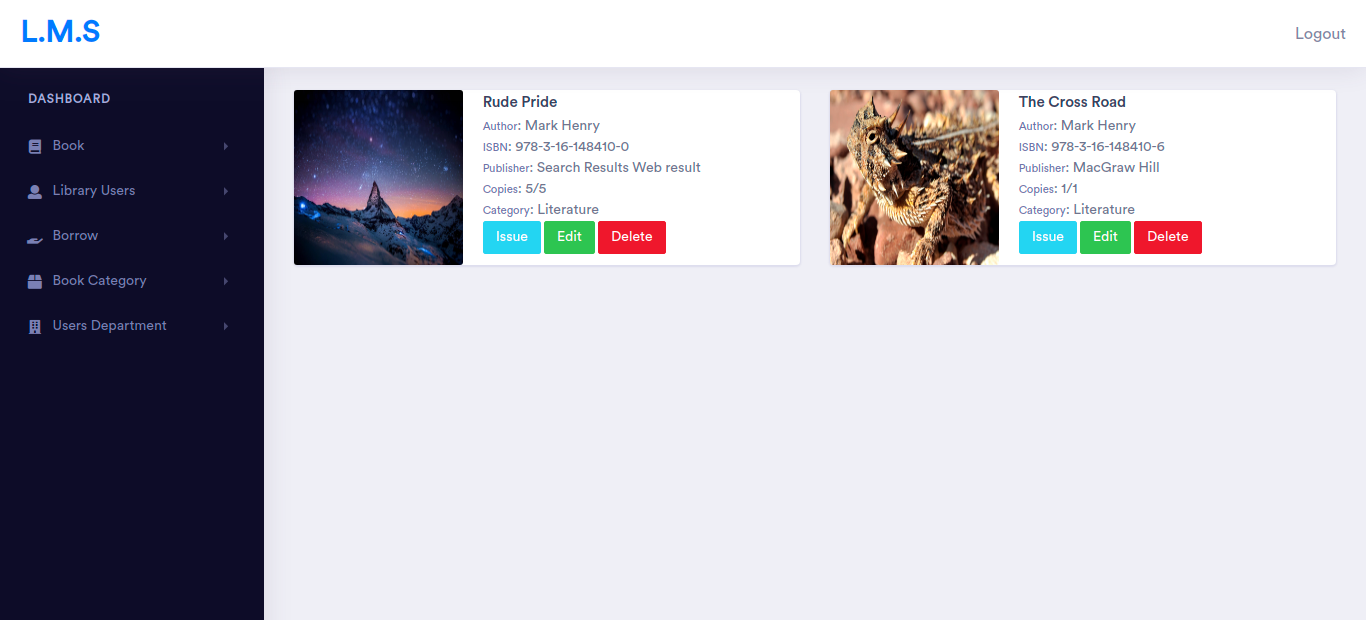 L.M.S
Logout
DASHBOARD
Book
Library Users
Borrow
Book Category
Users Department
Rude Pride
Author: Mark Henry
ISBN: 978-3-16-148410-0
Publisher: Search Results Web result
Copies: 5/5
Category: Literature
Issue Edit Delete
The Cross Road
Author: Mark Henry
ISBN: 978-3-16-148410-6
Publisher: MacGraw Hill
Copies: 1/1
Category: Literature
Issue Edit Delete